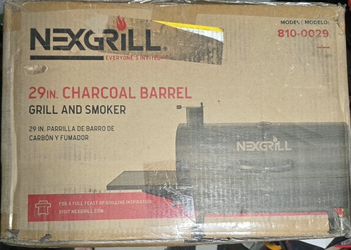 NEXGRILL
EVERYONE'S INVITED
MODEL / MODELO:
810-0029
29IN. CHARCOAL BARREL
GRILL AND SMOKER
29 IN. PARRILLA DE BARRO DE
CARBÓN Y FUMADOR
NEXGRILL
FOR A FULL FEAST OF GRILLING INSPIRATION
VISIT NEXGRILL.COM